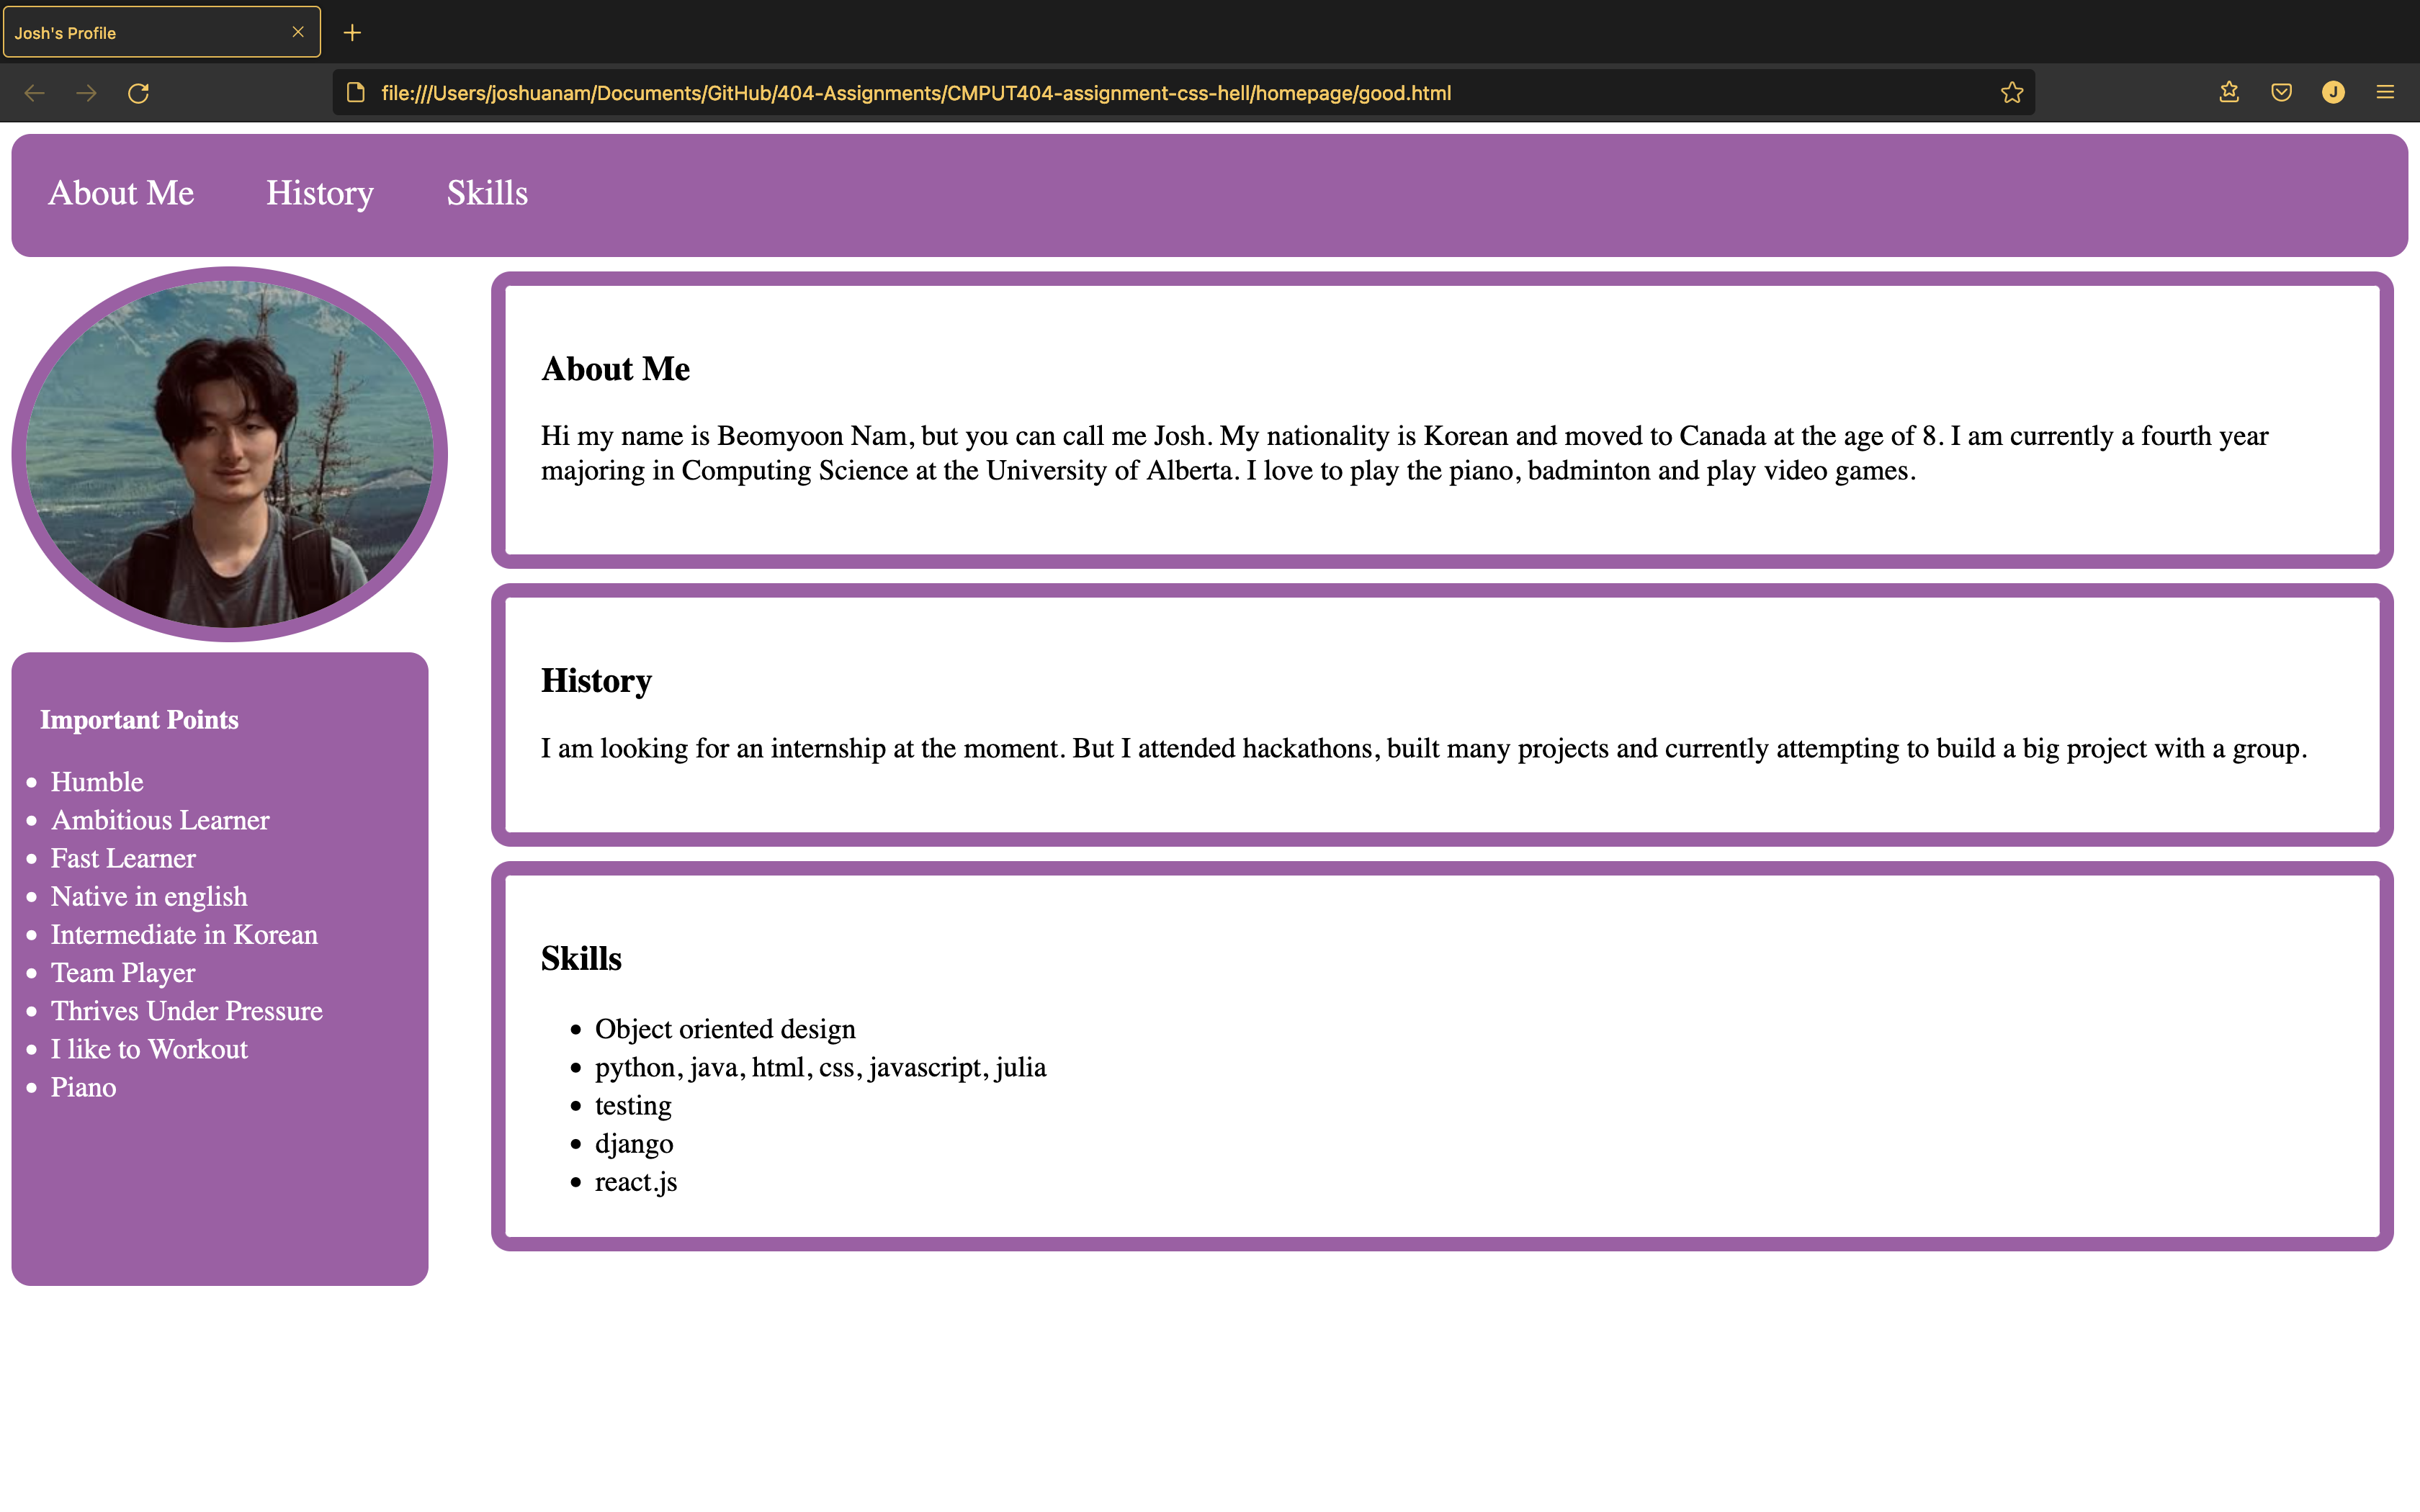 Josh's Profile
file:///Users/joshuanam/Documents/GitHub/404-Assignments/CMPUT404-assignment-css-hell/homepage/good.html
J
About Me
History
Skills
Important Points
Humble
Ambitious Learner
Fast Learner
Native in english
Intermediate in Korean
Team Player
Thrives Under Pressure
I like to Workout
Piano
About Me
Hi my name is Beomyoon Nam, but you can call me Josh. My nationality is Korean and moved to Canada at the age of 8. I am currently a fourth year
majoring in Computing Science at the University of Alberta. I love to play the piano, badminton and play video games.
History
I am looking for an internship at the moment. But I attended hackathons, built many projects and currently attempting to build a big project with a group.
Skills
Object oriented design
python, java, html, css, javascript, julia
testing
django
react.js